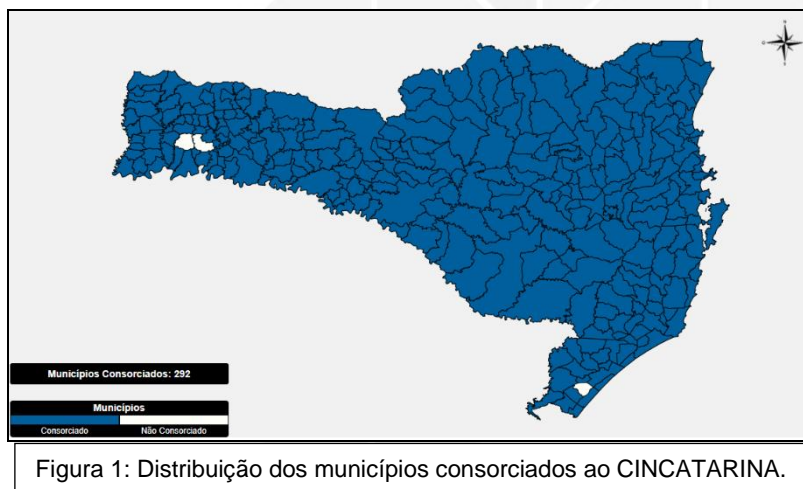 Municípios Consorciados: 292
Municípios
Consorciado
Não Consorciado
Figura 1: Distribuição dos municípios consorciados ao CINCATARINA.